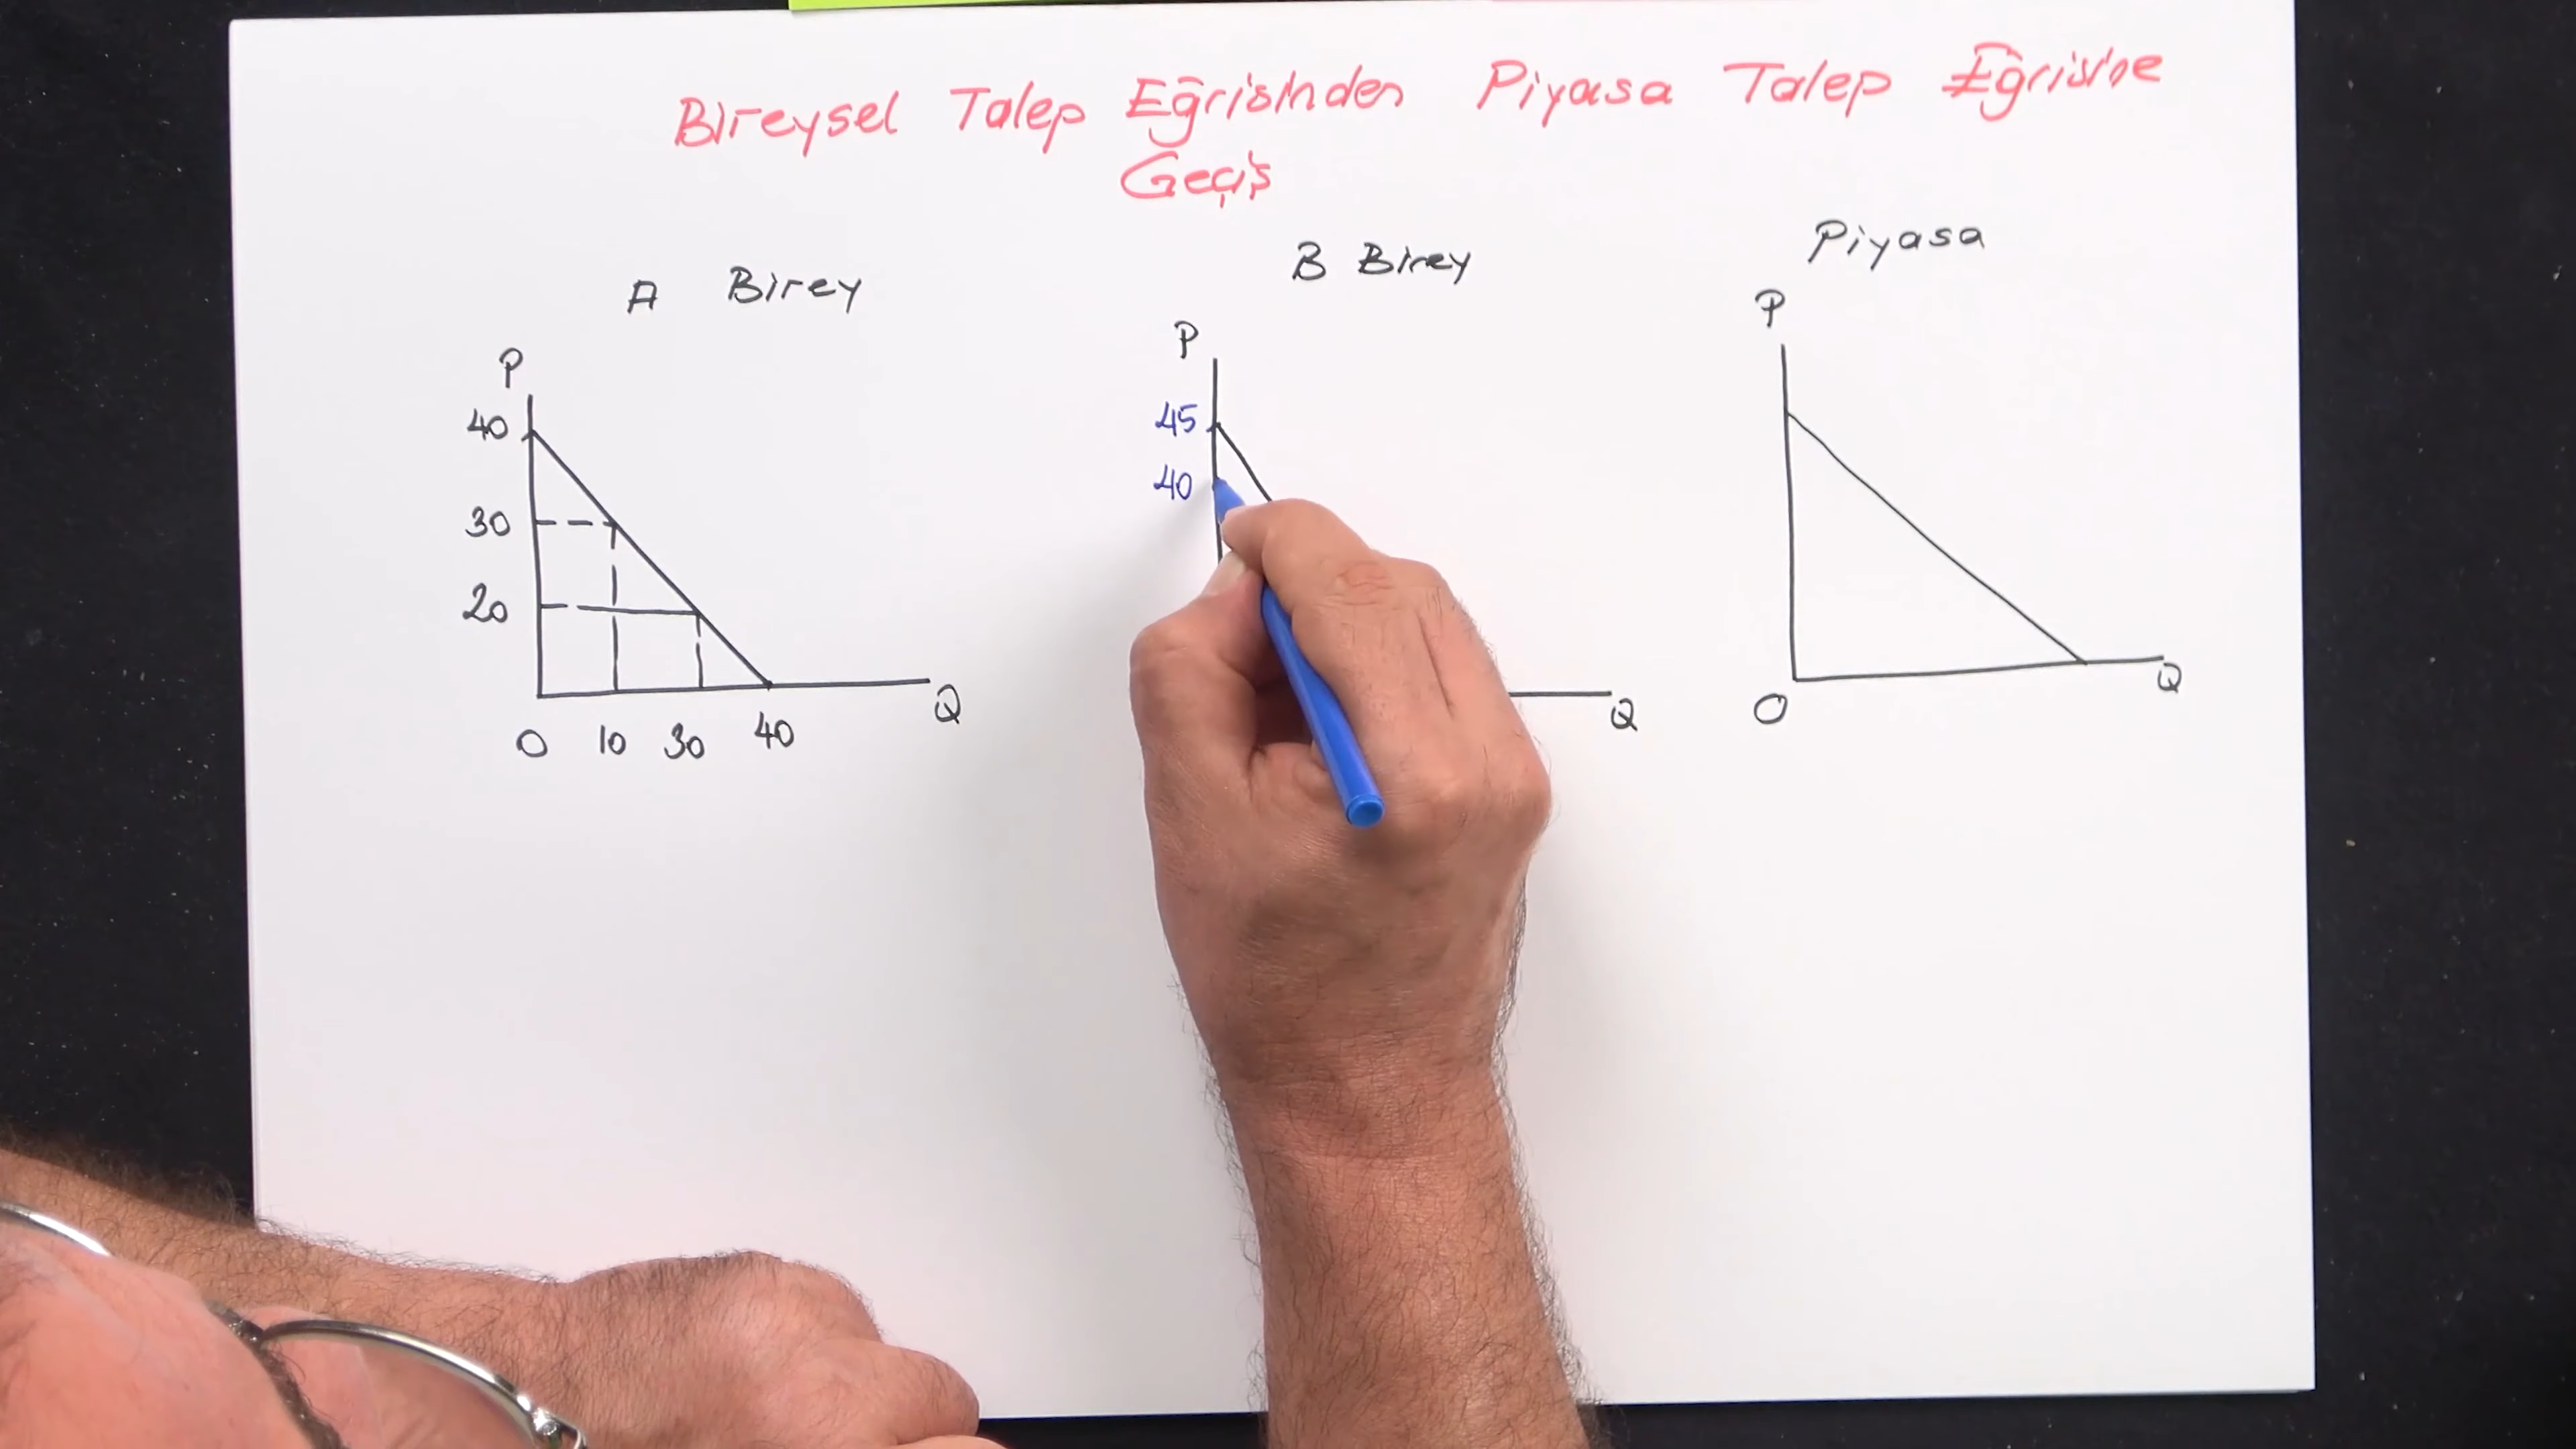 Bireysel Talep Eğrisinden Piyasa Talep Eğrisine
Geçiş
A Birey
P
40
30
20
0 10 30 40 Q
B Birey
P
45
40
Q
Piyasa
P
0 Q